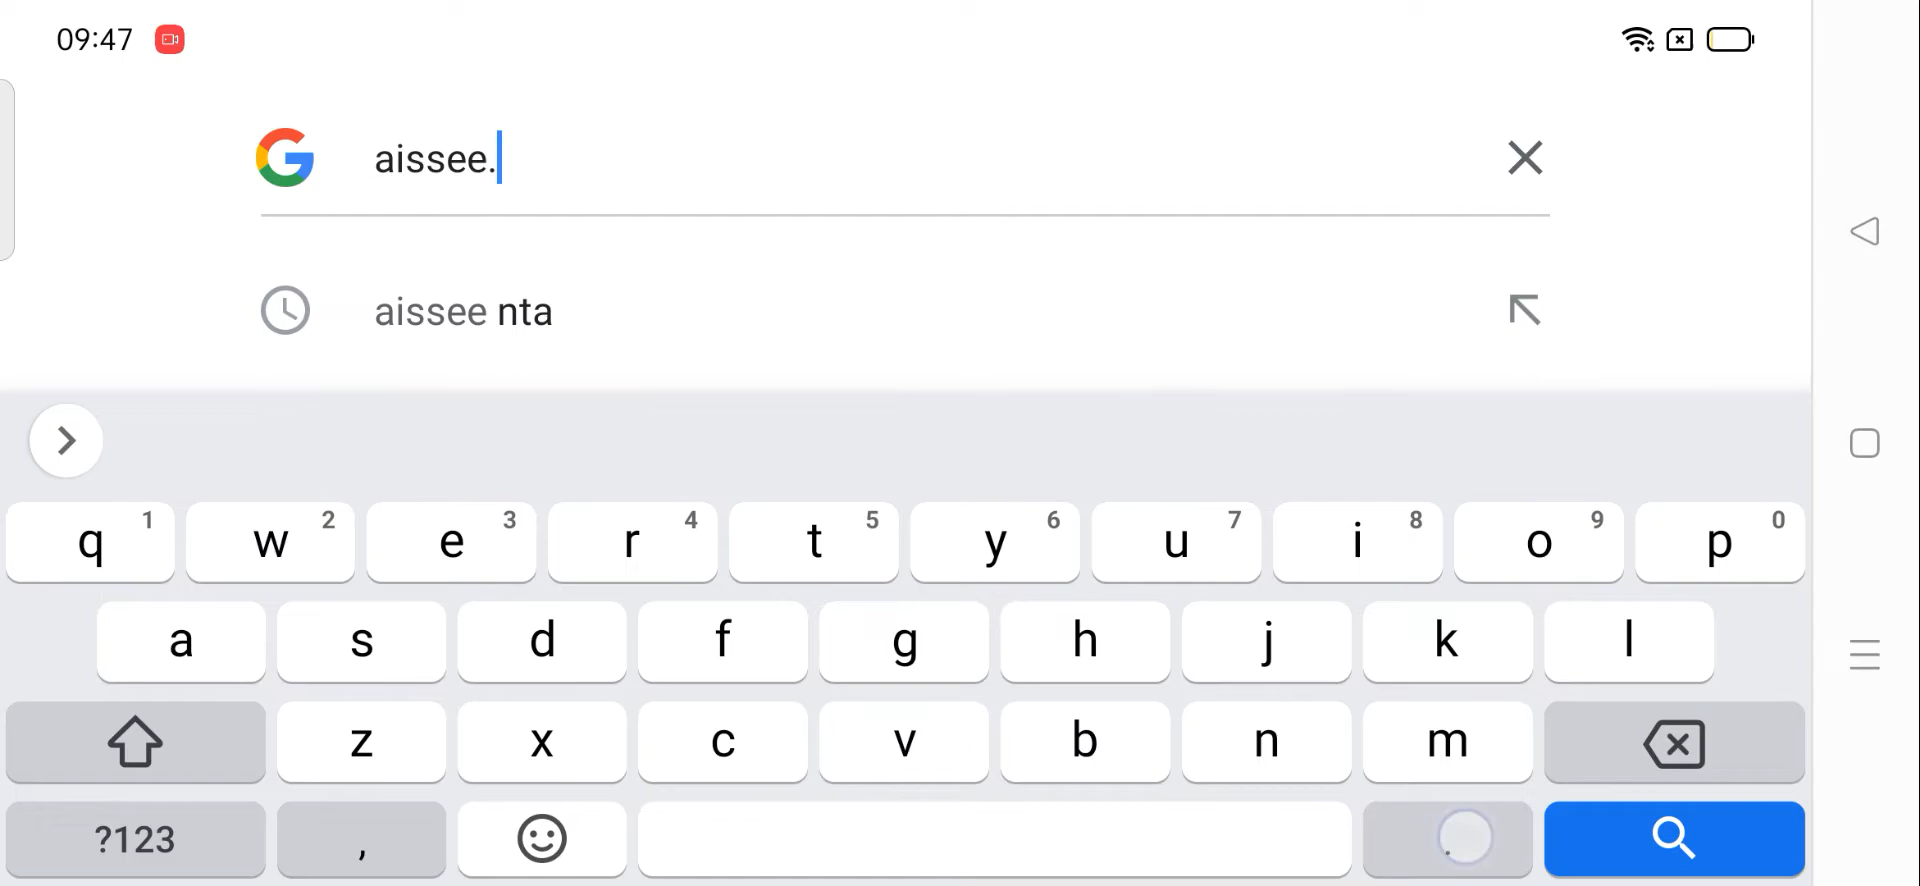 09:47
aissee.
aissee nta
q 1 w 2 e 3 r 4 t 5 y 6 u 7 i 8 o 9 p 0
a s d f g h j k l
z x c v b n m
?123 , .